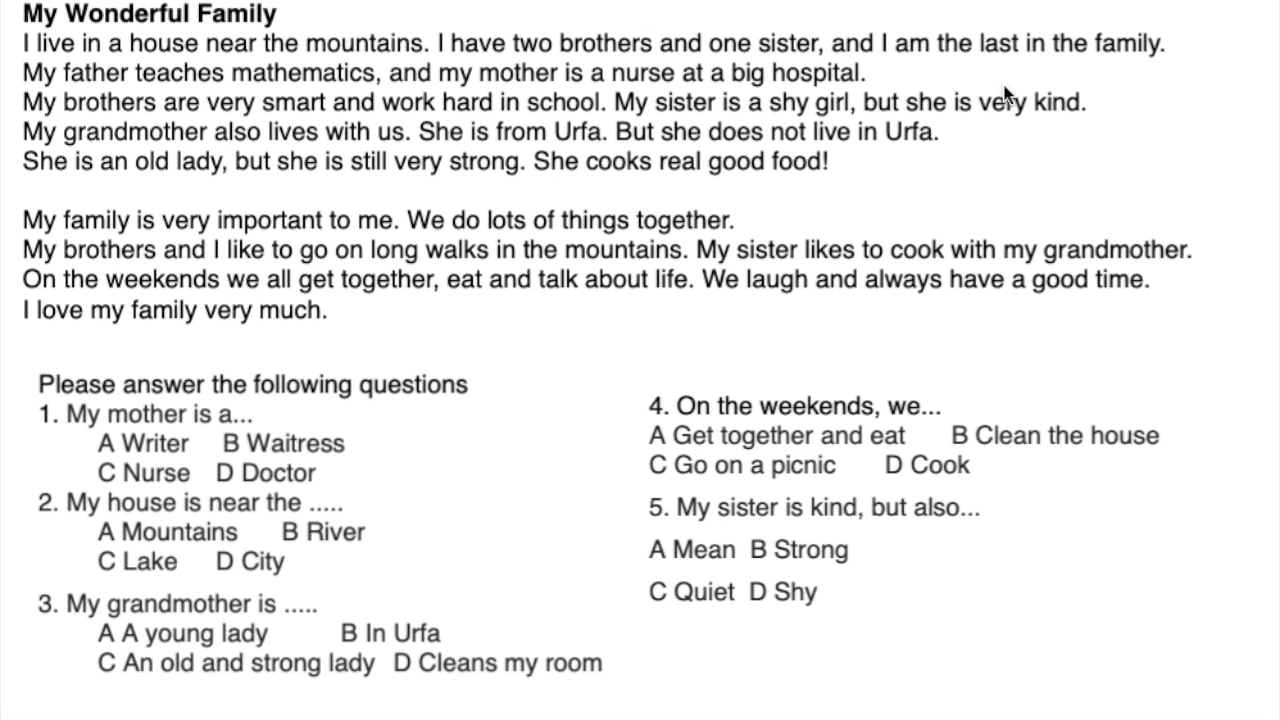 My Wonderful Family
I live in a house near the mountains. I have two brothers and one sister, and I am the last in the family.
My father teaches mathematics, and my mother is a nurse at a big hospital.
My brothers are very smart and work hard in school. My sister is a shy girl, but she is very kind.
My grandmother also lives with us. She is from Urfa. But she does not live in Urfa.
She is an old lady, but she is still very strong. She cooks real good food!
My family is very important to me. We do lots of things together.
My brothers and I like to go on long walks in the mountains. My sister likes to cook with my grandmother.
On the weekends we all get together, eat and talk about life. We laugh and always have a good time.
I love my family very much.
Please answer the following questions
1. My mother is a...
A Writer B Waitress
C Nurse D Doctor
2. My house is near the .....
A Mountains B River
C Lake D City
3. My grandmother is .....
A A young lady B In Urfa
C An old and strong lady D Cleans my room
4. On the weekends, we...
A Get together and eat B Clean the house
C Go on a picnic D Cook
5. My sister is kind, but also...
A Mean B Strong
C Quiet D Shy